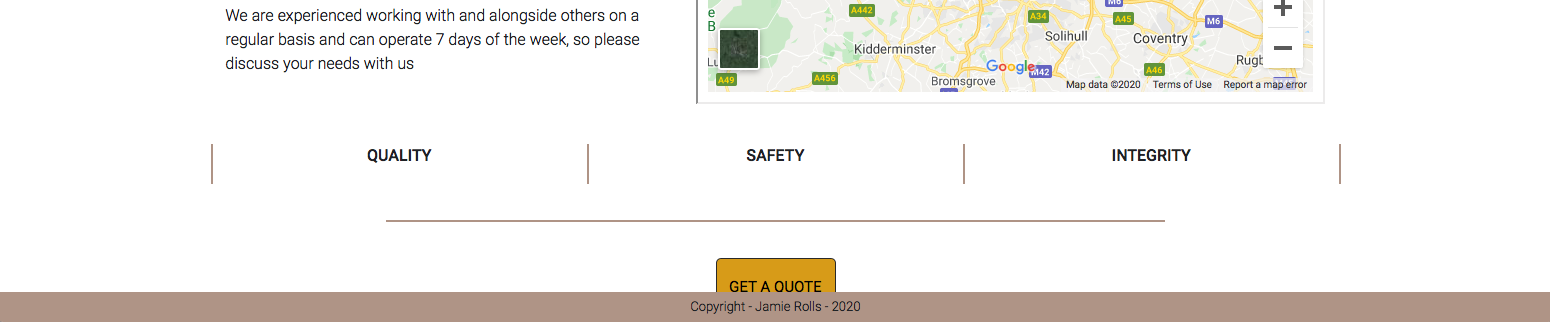 We are experienced working with and alongside others on a
regular basis and can operate 7 days of the week, so please
discuss your needs with us
e
B
A442
M6
A34
A45
M6
Solihull
Coventry
Kidderminster
Lu
Rugb
A49
A456
Google
M42
A46
Bromsgrove
Map data ©2020 Terms of Use Report a map error
QUALITY
SAFETY
INTEGRITY
GET A QUOTE
Copyright - Jamie Rolls - 2020